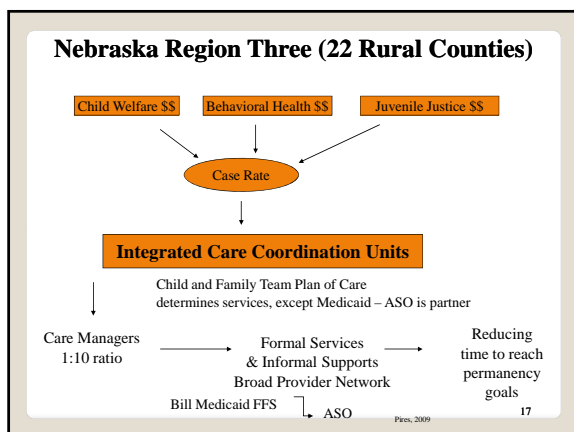 Nebraska Region Three (22 Rural Counties)
Child Welfare $$
Behavioral Health $$
Juvenile Justice $$
Case Rate
Integrated Care Coordination Units
Child and Family Team Plan of Care
determines services, except Medicaid – ASO is partner
Care Managers
1:10 ratio
Formal Services
& Informal Supports
Broad Provider Network
Reducing
time to reach
permanency
goals
Bill Medicaid FFS
ASO
Pires, 2009
17